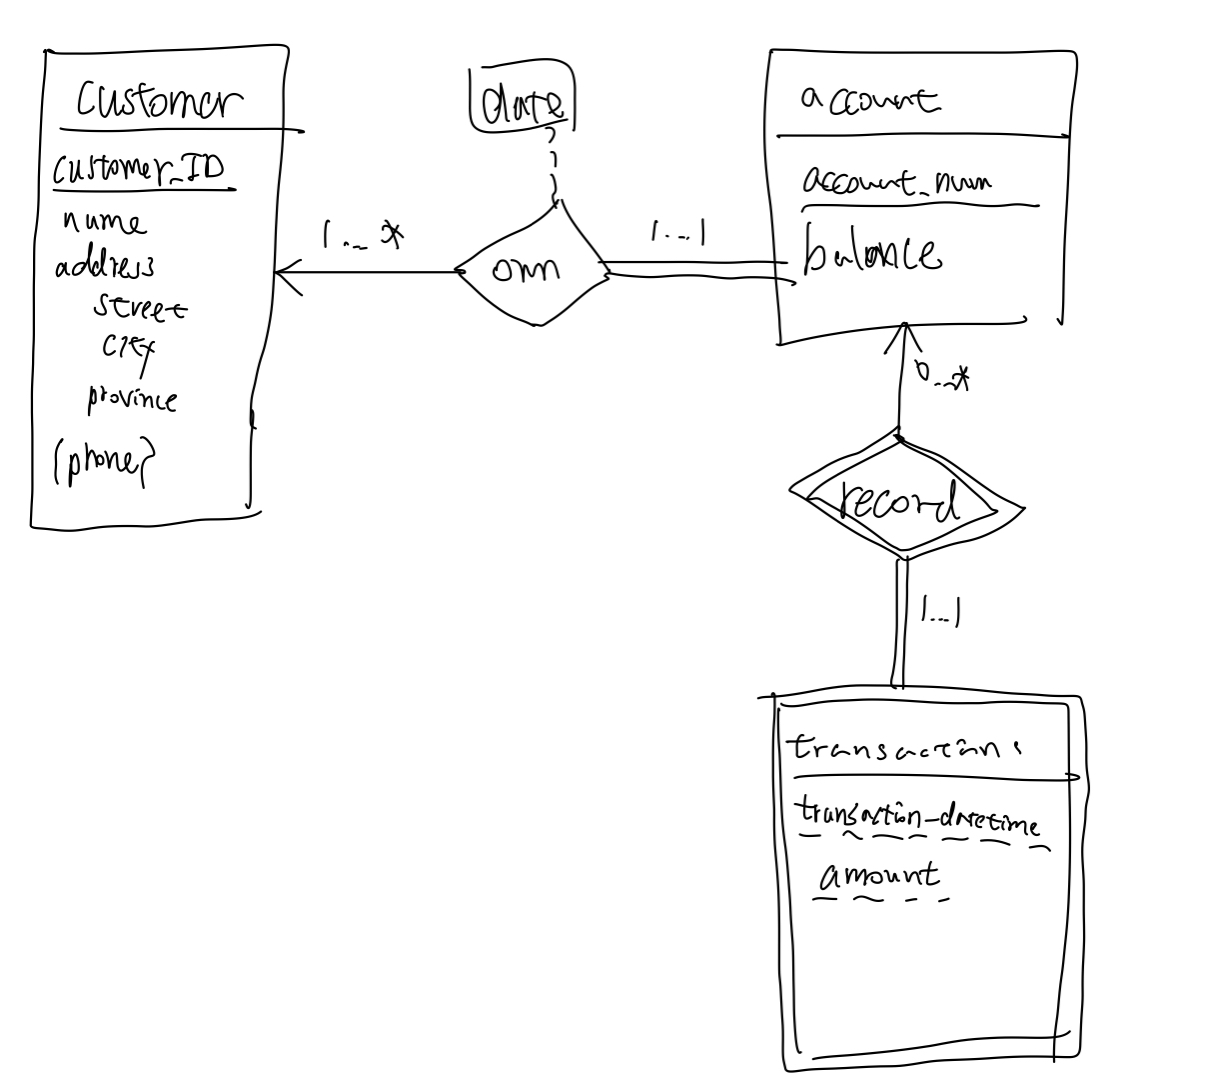 customer
customer_ID
name
address
street
city
province
{phone}
date
1...*
own
1...1
account
account_num
balance
0...*
record
1...1
transactions
transaction_datetime
amount